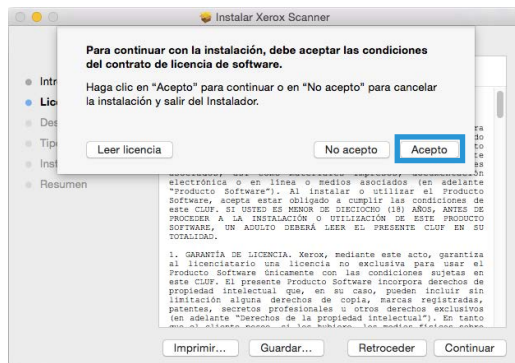 Instalar Xerox Scanner
Para continuar con la instalación, debe aceptar las condiciones
del contrato de licencia de software.
Haga clic en “Acepto” para continuar o en “No acepto” para cancelar
la instalación y salir del Instalador.
Leer licencia
No acepto
Acepto
Intr
Lice
Des
Tipo
Inst
Resumen
electrónica o en línea o medios asociados (en adelante
"Producto Software"). Al instalar o utilizar el Producto
Software, acepta estar obligado a cumplir las condiciones de
este CLUF. SI USTED ES MENOR DE DIECIOCHO (18) AÑOS, ANTES DE
PROCEDER A LA INSTALACIÓN O UTILIZACIÓN DE ESTE PRODUCTO
SOFTWARE, UN ADULTO DEBERÁ LEER EL PRESENTE CLUF EN SU
TOTALIDAD.
1. GARANTÍA DE LICENCIA. Xerox, mediante este acto, garantiza
al licenciatario una licencia no exclusiva para usar el
Producto Software únicamente con las condiciones sujetas en
este CLUF. El presente Producto Software incorpora derechos de
propiedad intelectual que, en su caso, pueden incluir sin
limitación alguna derechos de copia, marcas registradas,
patentes, secretos profesionales u otros derechos exclusivos
(en adelante "Derechos de la propiedad intelectual"). En tanto
Imprimir...
Guardar...
Retroceder
Continuar